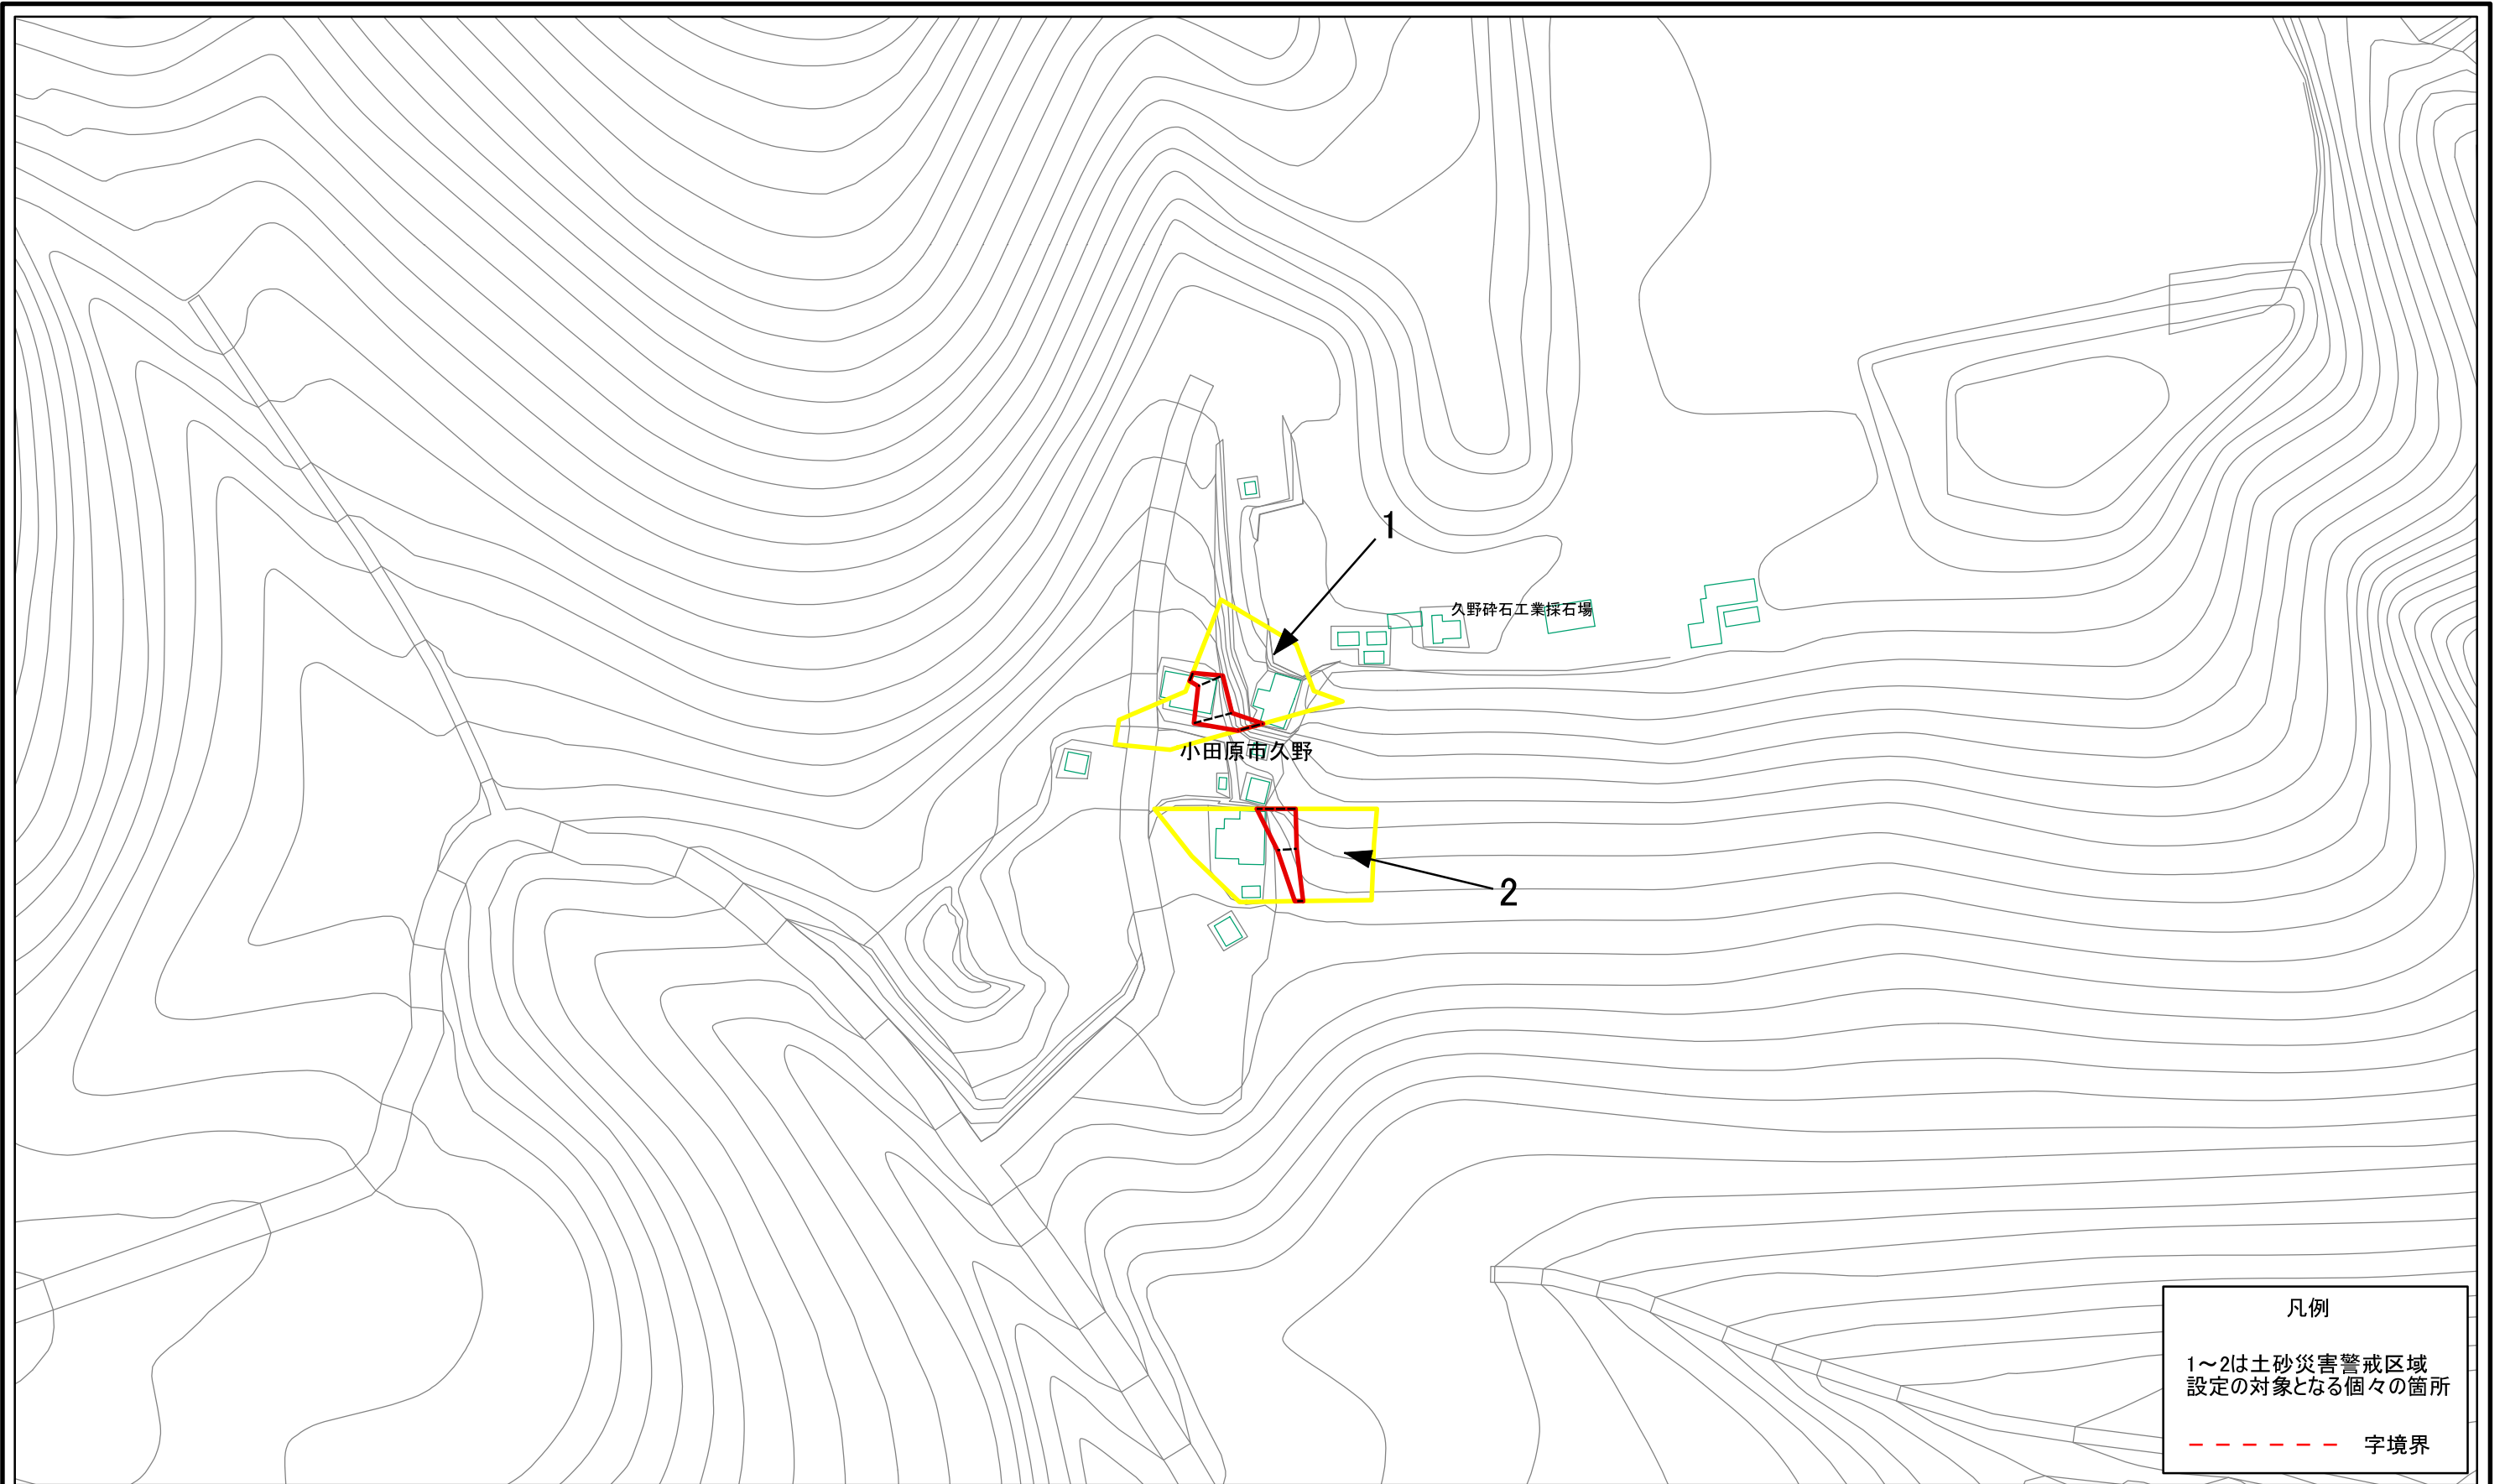 1
久野砕石工業採石場
小田原市久野
2
凡例
1～2は土砂災害警戒区域
設定の対象となる個々の箇所
字境界